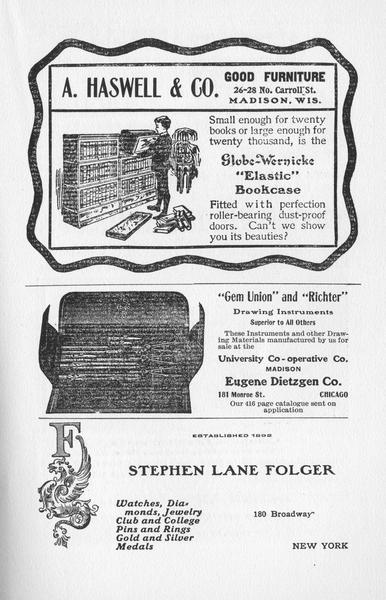 A. HASWELL & CO.
GOOD FURNITURE
26-28 No. Carroll St.
MADISON, WIS.
Small enough for twenty
books or large enough for
twenty thousand, is the
Globe-Wernicke
"Elastic"
Bookcase
Fitted with perfection
roller-bearing dust-proof
doors. Can't we show
you its beauties?
"Gem Union" and "Richter"
Drawing Instruments
Superior to All Others
These Instruments and other Draw-
ing Materials manufactured by us for
sale at the
University Co-operative Co.
MADISON
Eugene Dietzgen Co.
181 Monroe St. CHICAGO
Our 416 page catalogue sent on
application
F
ESTABLISHED 1892
STEPHEN LANE FOLGER
Watches, Dia-
monds, Jewelry
Club and College
Pins and Rings
Gold and Silver
Medals
180 Broadway
NEW YORK